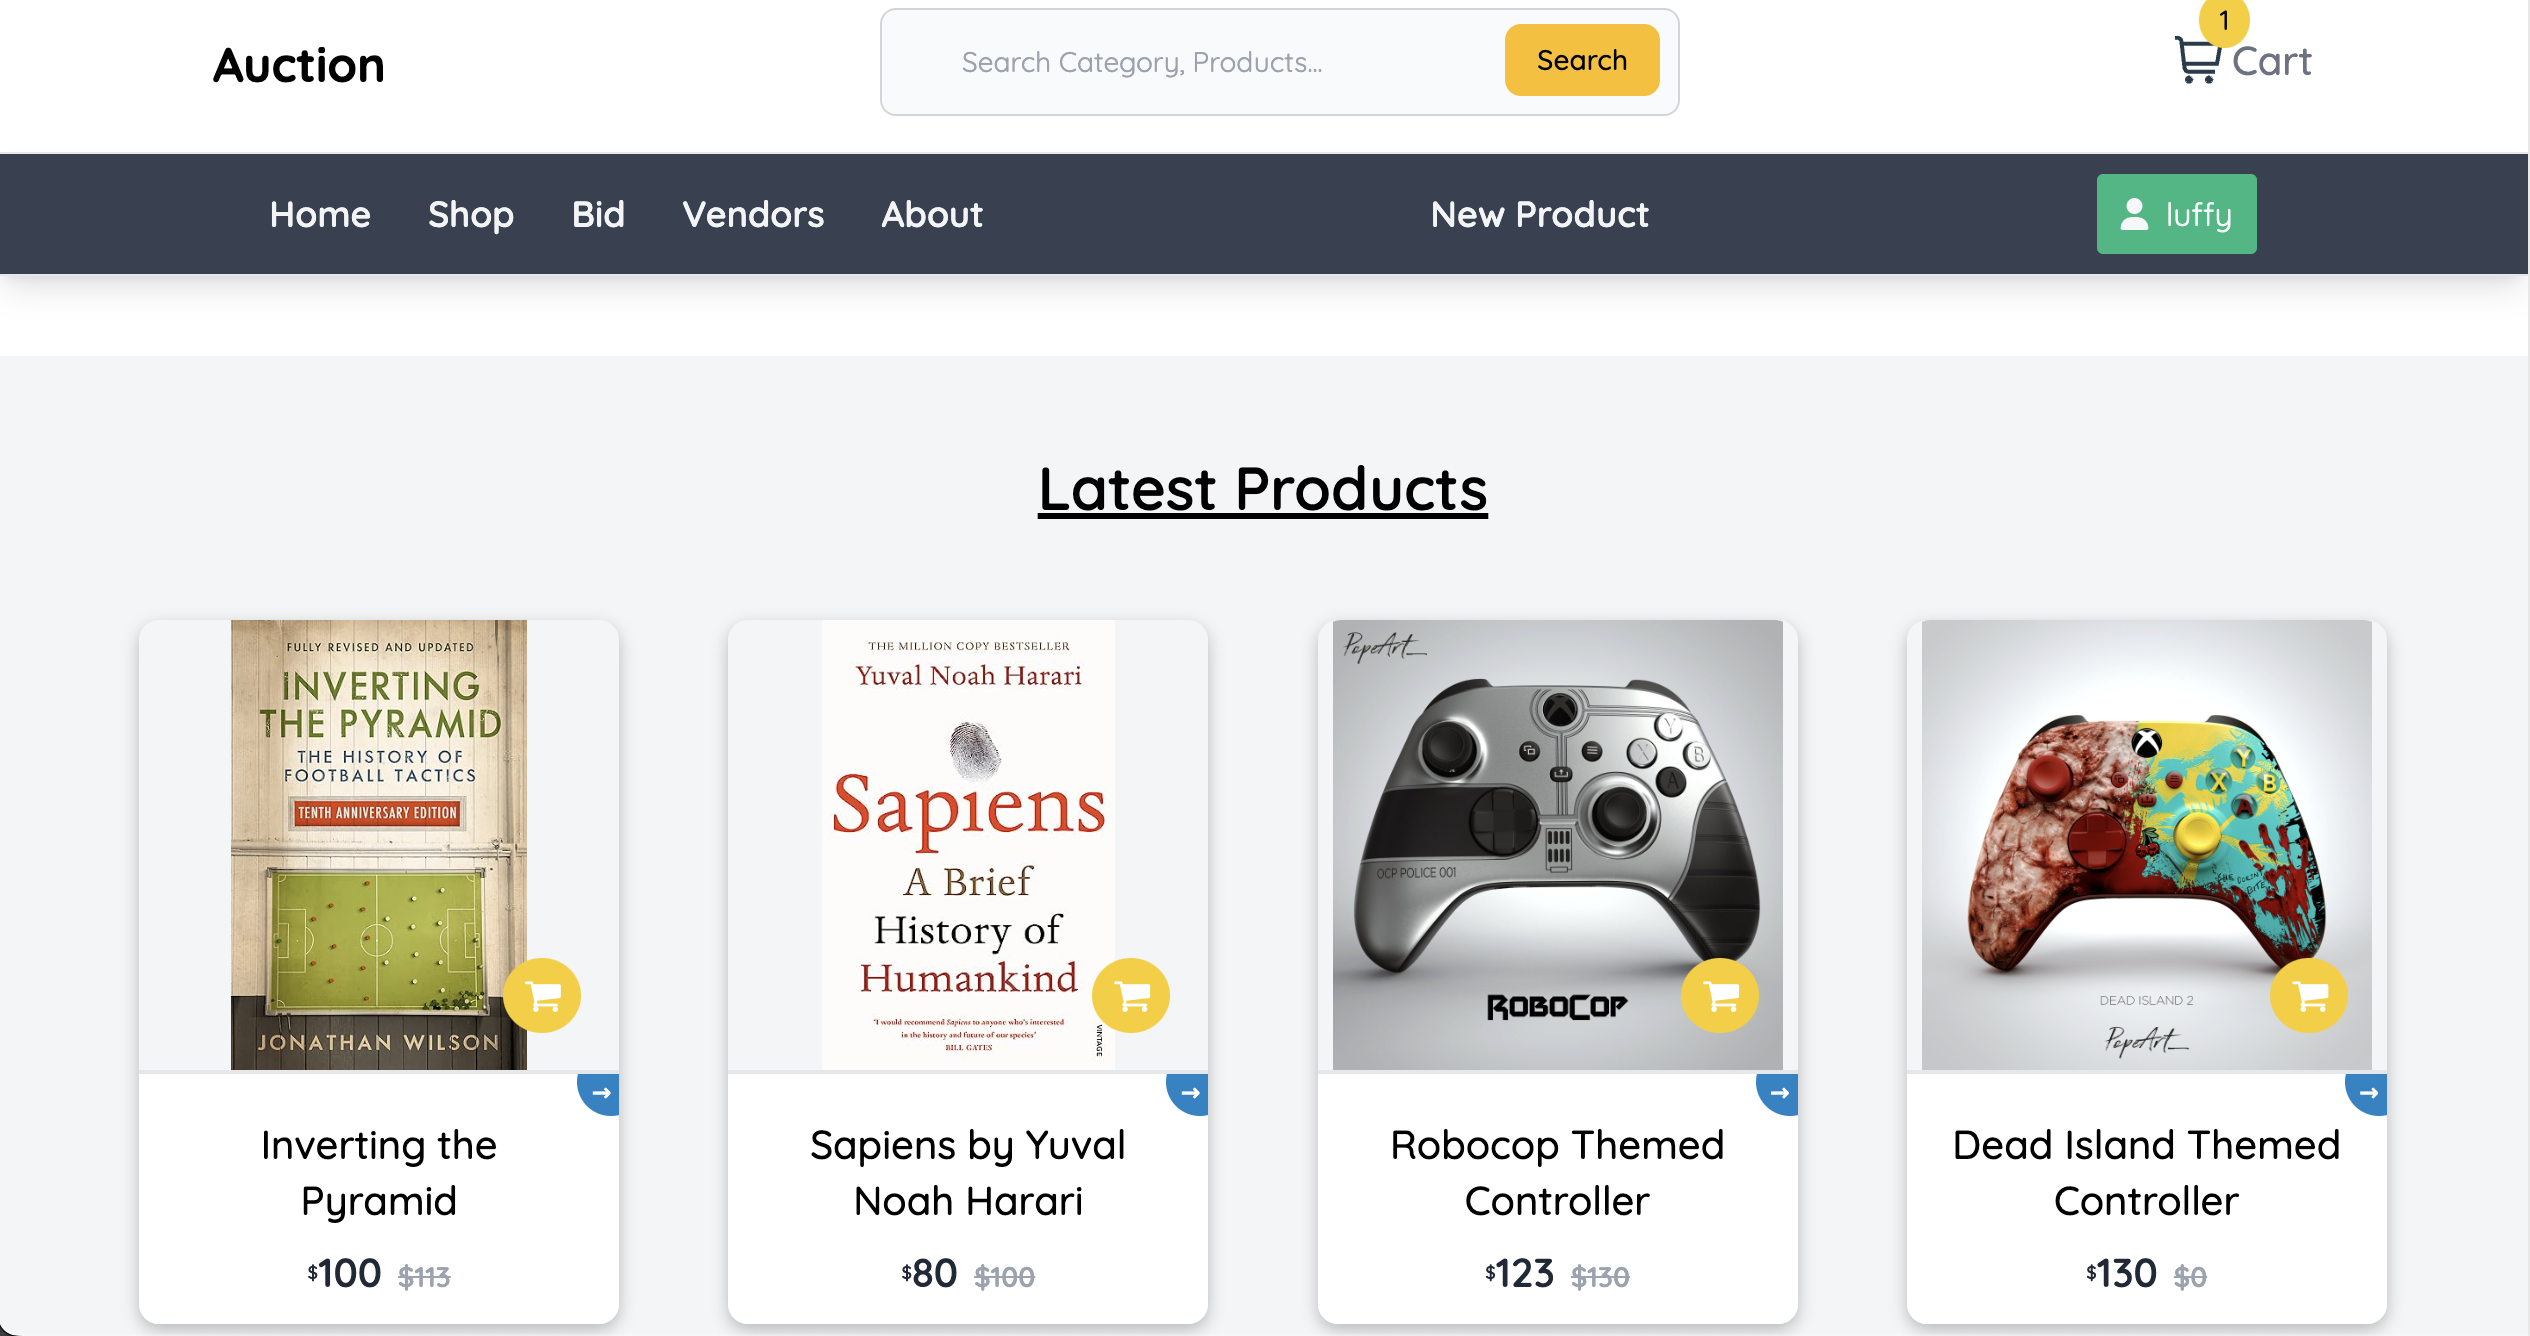 1
Auction
Search Category, Products...
Search
Cart
Home
Shop
Bid
Vendors
About
New Product
luffy
Latest Products
FULLY REVISED AND UPDATED
INVERTING
THE PYRAMID
THE HISTORY OF
FOOTBALL TACTICS
TENTH ANNIVERSARY EDITION
JONATHAN WILSON
Inverting the
Pyramid
$100 $113
THE MILLION COPY BESTSELLER
Yuval Noah Harari
Sapiens
A Brief
History of
Humankind
"I would recommend Sapiens to anyone who's interested
in the history and future of our species"
BILL GATES
VINTAGE
Sapiens by Yuval
Noah Harari
$80 $100
PopeArt
Y
X
B
A
OCP POLICE 001
ROBOCOP
Robocop Themed
Controller
$123 $130
Y
X
B
A
DEAD ISLAND 2
PopeArt
Dead Island Themed
Controller
$130 $0